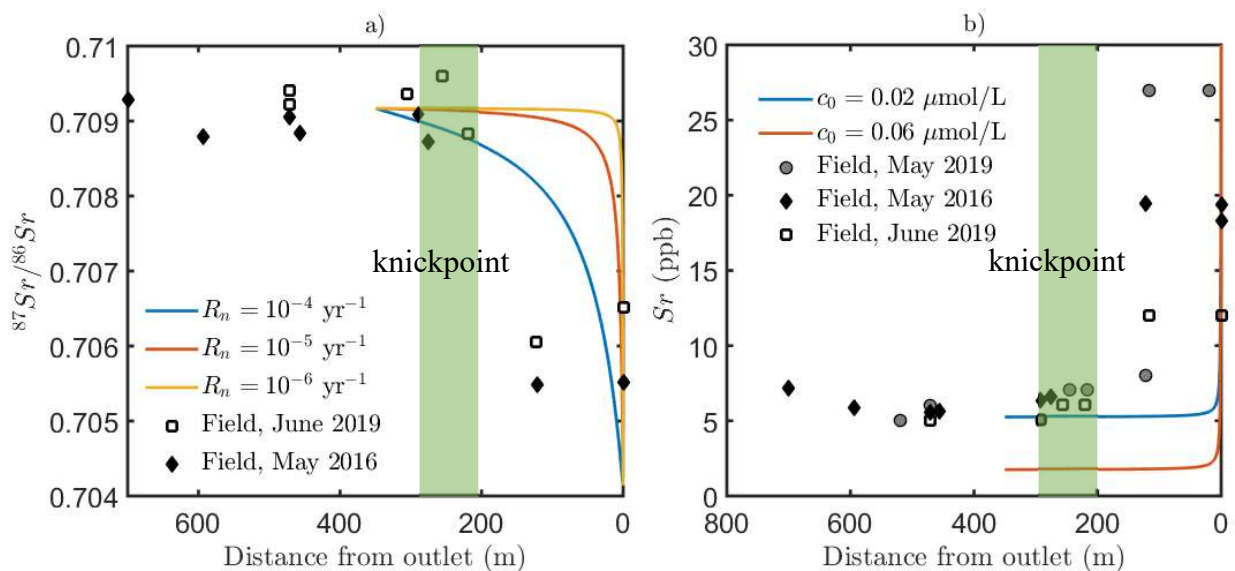 a)
0.71
0.709
0.708
0.707
0.706
0.705
0.704
⁸⁷Sr/⁸⁶Sr
knickpoint
Rₙ = 10⁻⁴ yr⁻¹
Rₙ = 10⁻⁵ yr⁻¹
Rₙ = 10⁻⁶ yr⁻¹
Field, June 2019
Field, May 2016
600
400
200
0
Distance from outlet (m)
b)
30
25
20
15
10
5
0
Sr (ppb)
c₀ = 0.02 μmol/L
c₀ = 0.06 μmol/L
Field, May 2019
Field, May 2016
Field, June 2019
knickpoint
800
600
400
200
0
Distance from outlet (m)